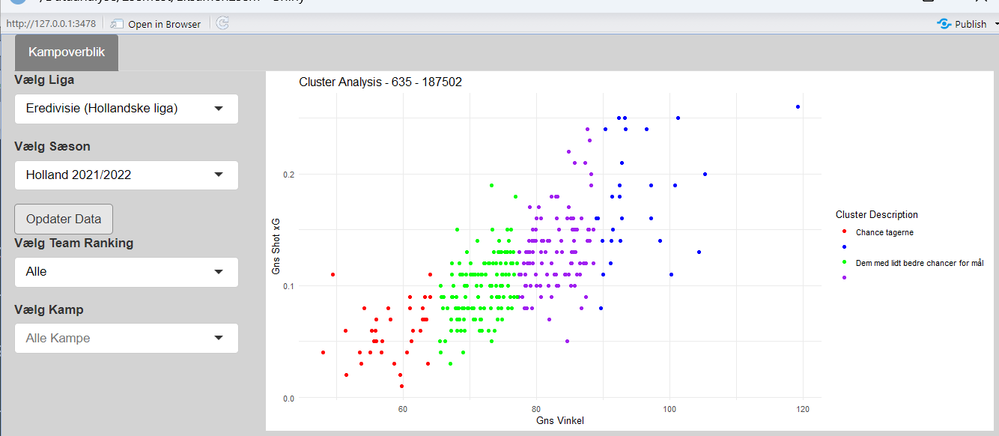 http://127.0.0.1:3478
Open in Browser
Publish
Kampoverblik
Vælg Liga
Eredivisie (Hollandske liga)
Vælg Sæson
Holland 2021/2022
Opdater Data
Vælg Team Ranking
Alle
Vælg Kamp
Alle Kampe
Cluster Analysis - 635 - 187502
Gns Shot xG
0.2
0.1
0.0
60
80
100
120
Gns Vinkel
Cluster Description
Chance tagerne
Dem med lidt bedre chancer for mål